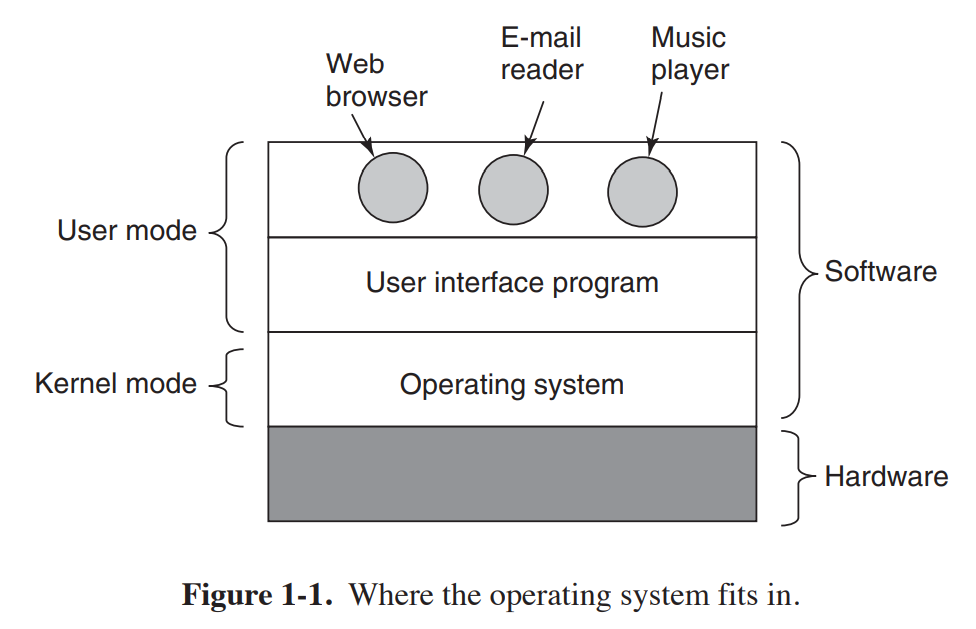 Web
browser
E-mail
reader
Music
player
User mode
User interface program
Software
Kernel mode
Operating system
Hardware
Figure 1-1. Where the operating system fits in.